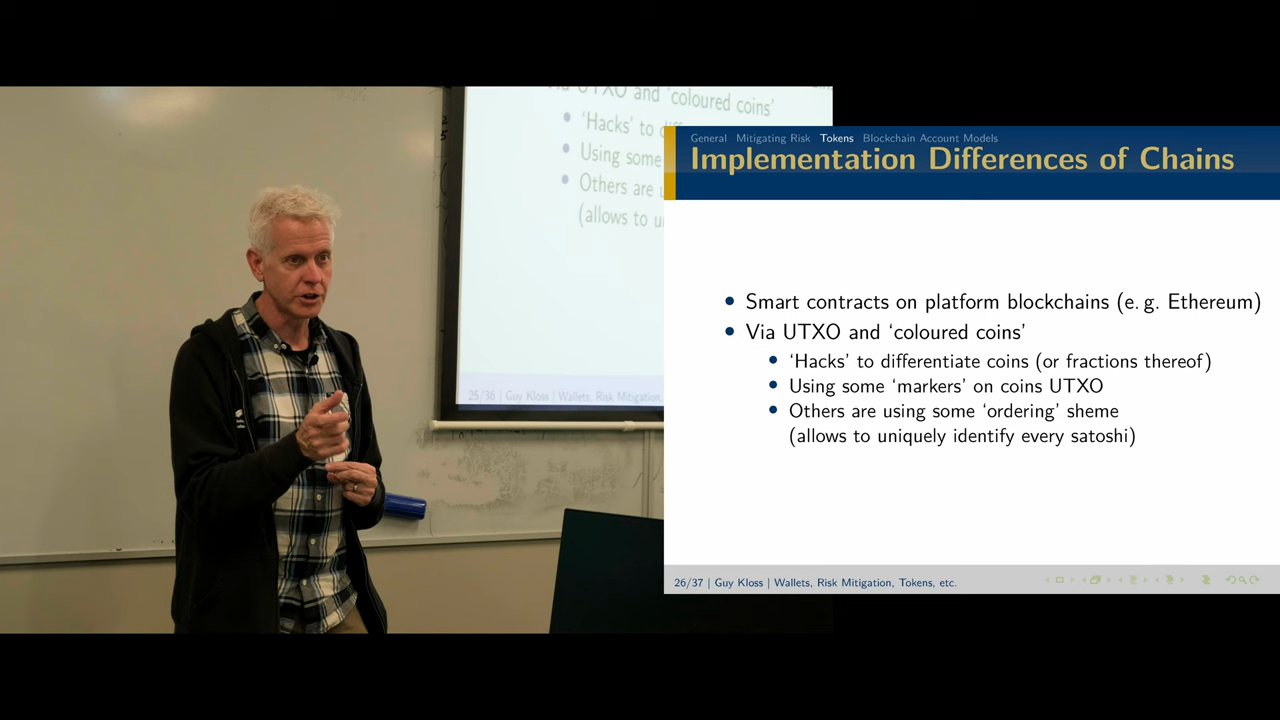 via UTXO and ‘coloured coins’
‘Hacks’ to
Using some
Others are
(allows to
25/36 | Guy Kloss | Wallets, Risk Mitigation,
General Mitigating Risk Tokens Blockchain Account Models
Implementation Differences of Chains
Smart contracts on platform blockchains (e. g. Ethereum)
Via UTXO and ‘coloured coins’
‘Hacks’ to differentiate coins (or fractions thereof)
Using some ‘markers’ on coins UTXO
Others are using some ‘ordering’ sheme
(allows to uniquely identify every satoshi)
26/37 | Guy Kloss | Wallets, Risk Mitigation, Tokens, etc.